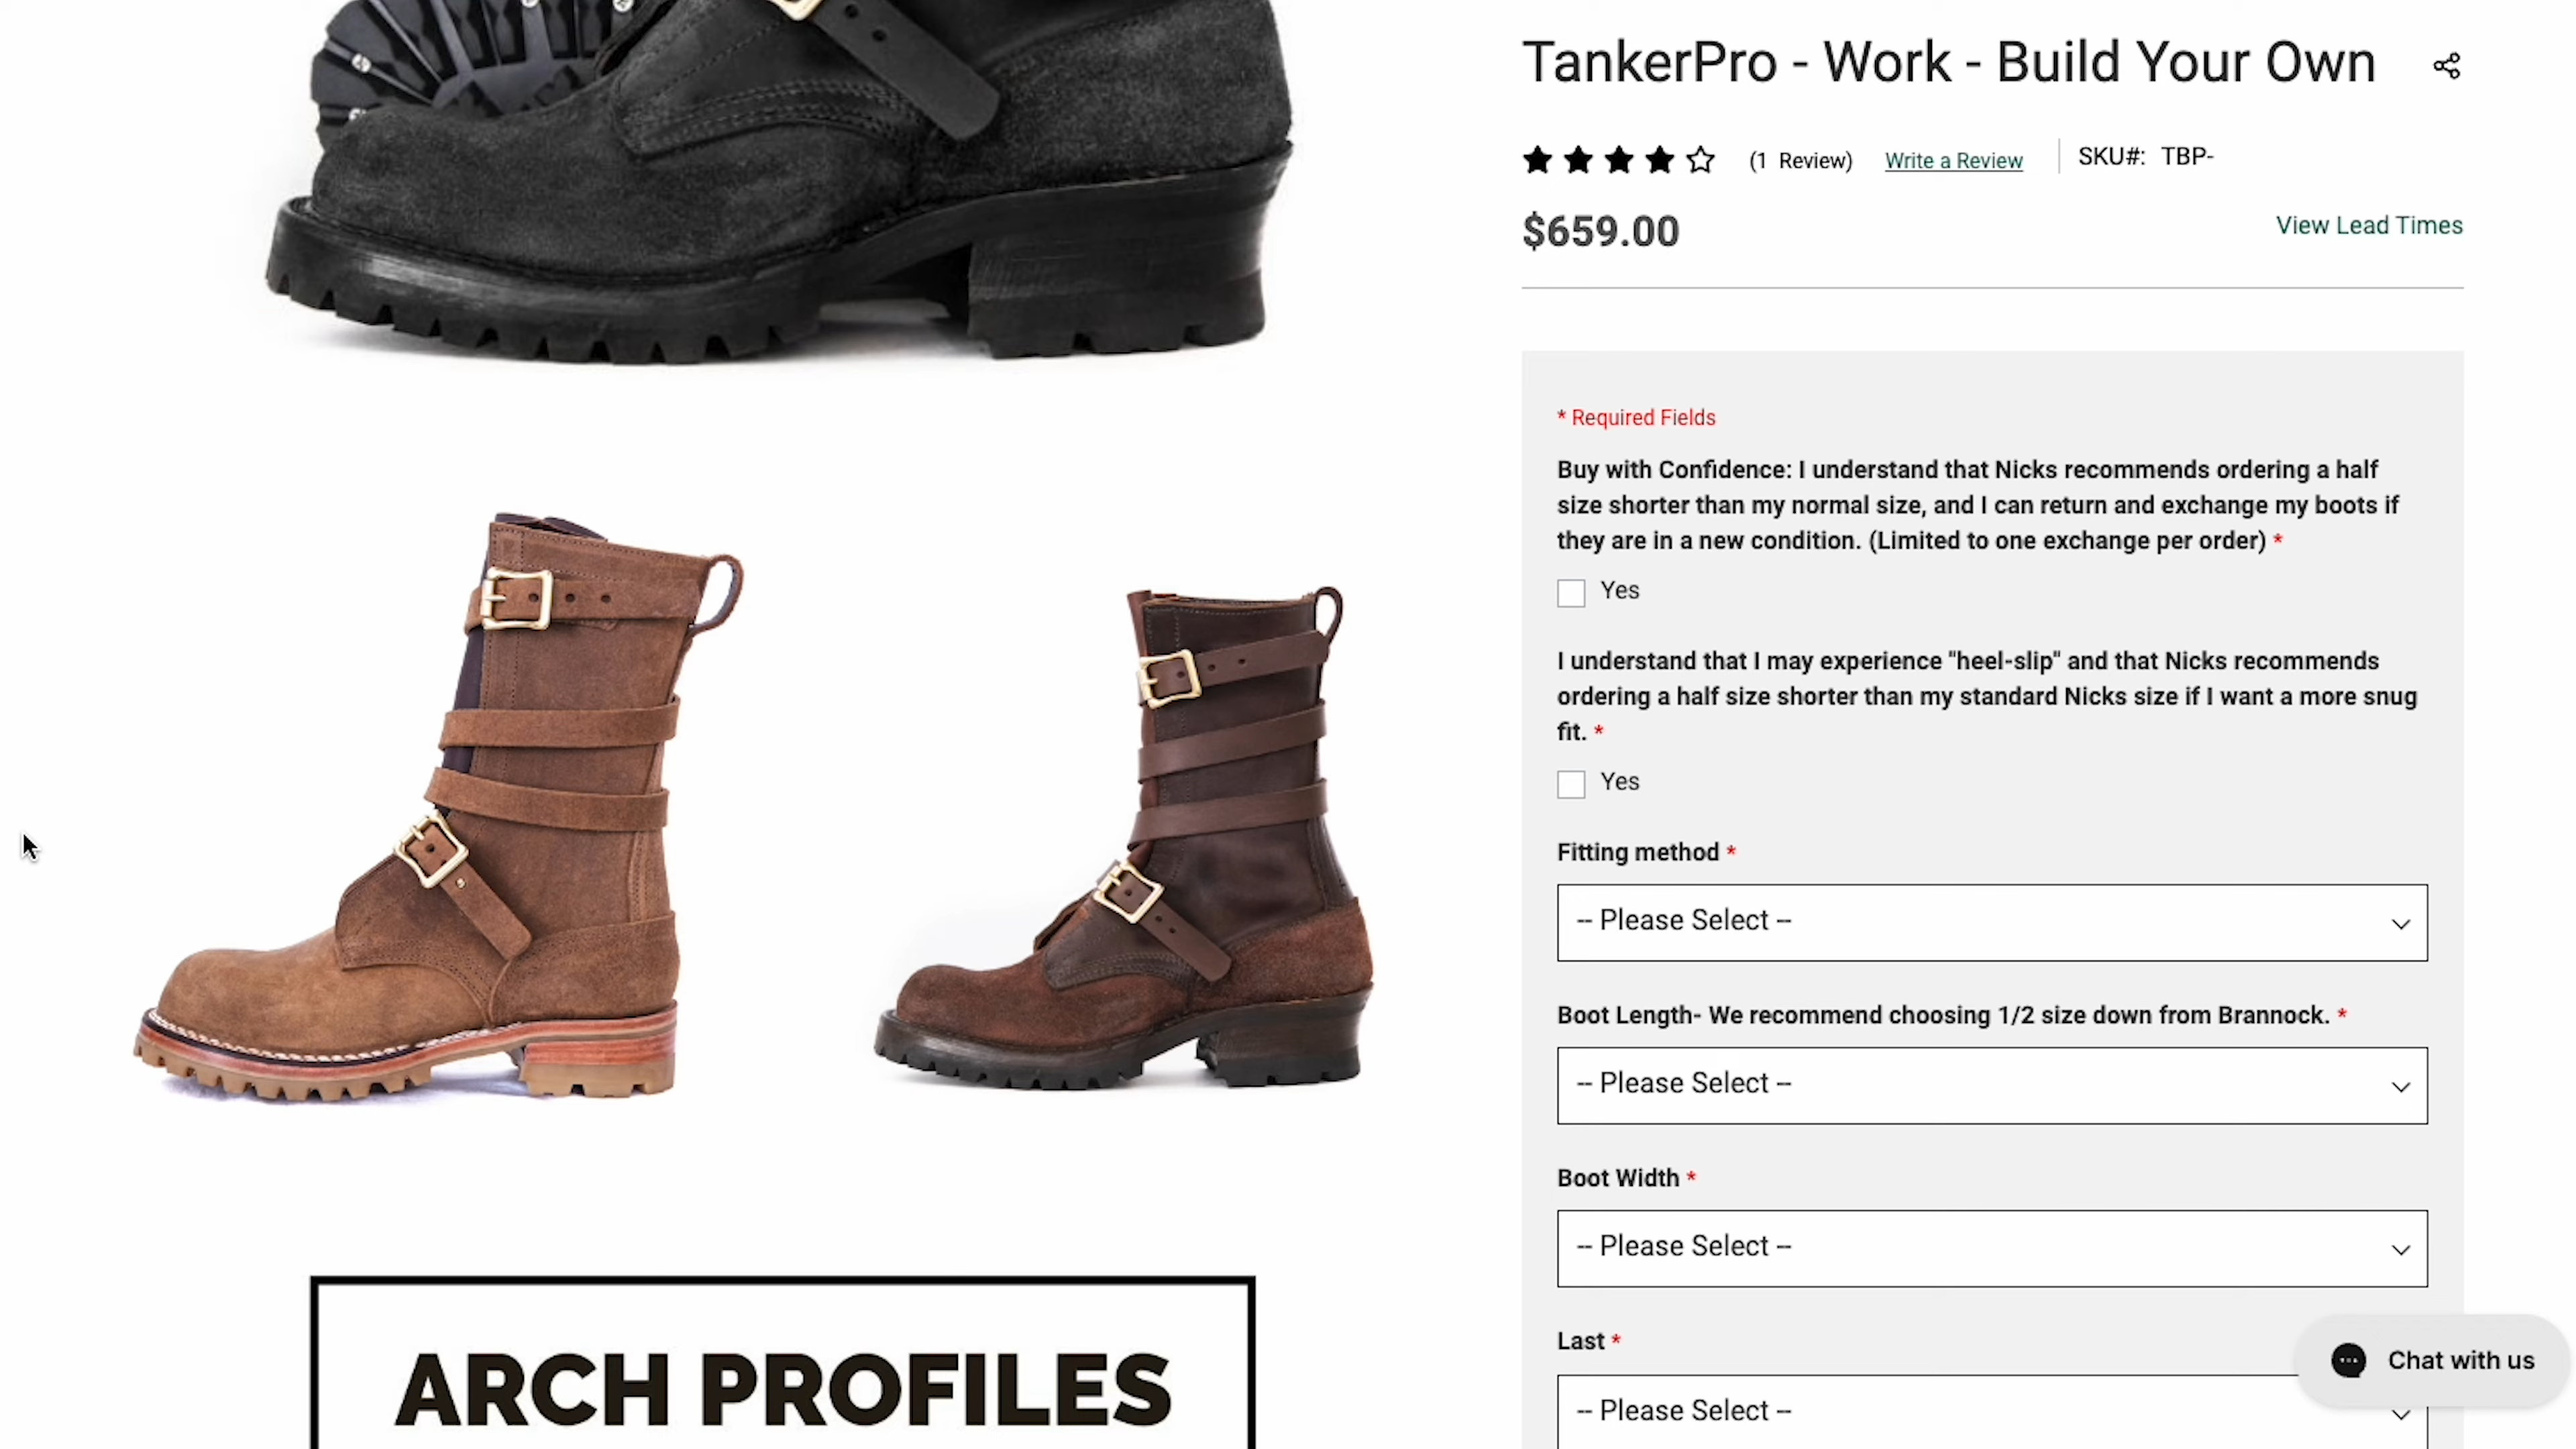 TankerPro - Work - Build Your Own
(1 Review) Write a Review SKU#: TBP-
$659.00 View Lead Times
* Required Fields
Buy with Confidence: I understand that Nicks recommends ordering a half
size shorter than my normal size, and I can return and exchange my boots if
they are in a new condition. (Limited to one exchange per order) *
Yes
I understand that I may experience "heel-slip" and that Nicks recommends
ordering a half size shorter than my standard Nicks size if I want a more snug
fit. *
Yes
Fitting method *
-- Please Select --
Boot Length- We recommend choosing 1/2 size down from Brannock. *
-- Please Select --
Boot Width *
-- Please Select --
Last *
-- Please Select --
Chat with us
ARCH PROFILES